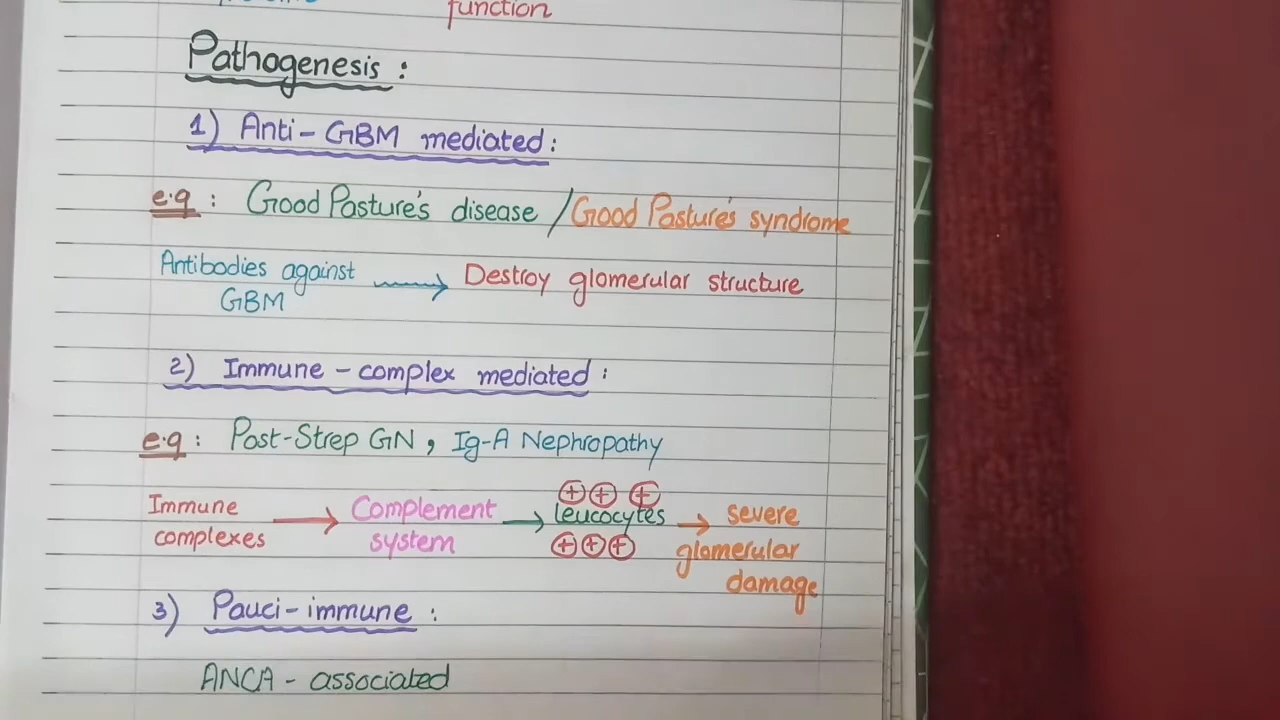 function
Pathogenesis :
1) Anti-GBM mediated:
e.g : Good Pasture's disease / Good Pasture's syndrome
Antibodies against GBM → Destroy glomerular structure
2) Immune-complex mediated :
e.g : Post-Strep GN, Ig-A Nephropathy
Immune complexes → Complement system → leucocytes → severe glomerular damage
3) Pauci-immune :
ANCA - associated